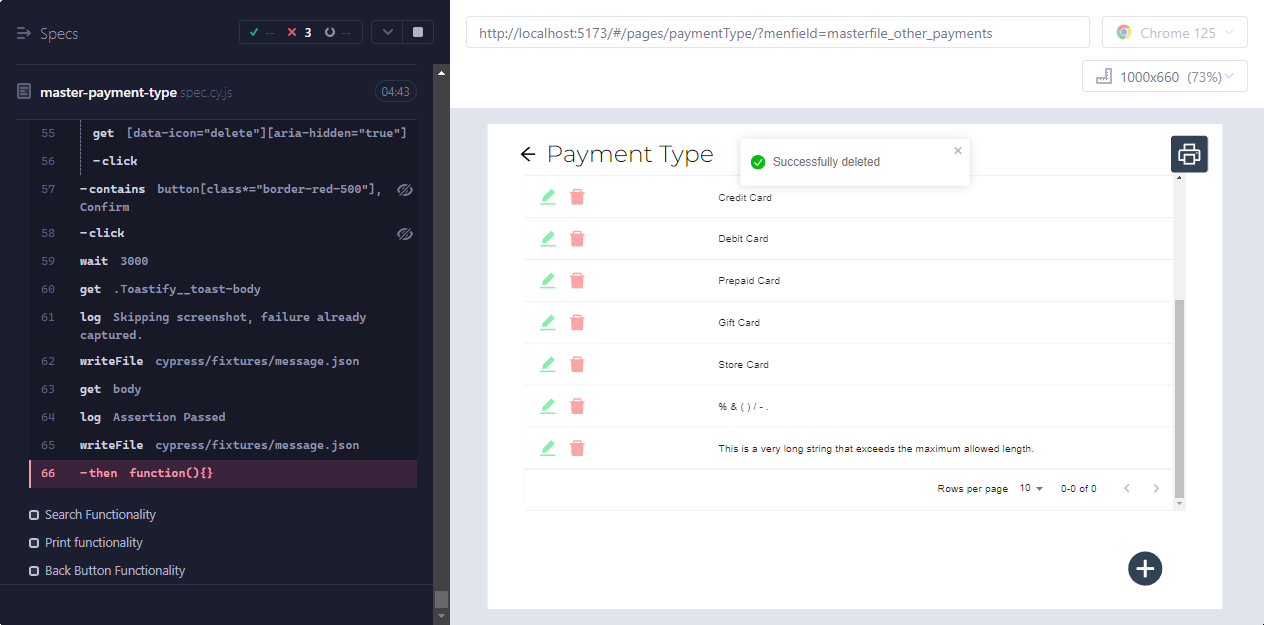 Specs
-- 3 --
master-payment-type.spec.cy.js 04:43
55 get [data-icon="delete"][aria-hidden="true"]
56 -click
57 -contains button[class*="border-red-500"],
Confirm
58 -click
59 wait 3000
60 get .Toastify__toast-body
61 log Skipping screenshot, failure already
captured.
62 writeFile cypress/fixtures/message.json
63 get body
64 log Assertion Passed
65 writeFile cypress/fixtures/message.json
66 -then function(){}
Search Functionality
Print functionality
Back Button Functionality
http://localhost:5173/#/pages/paymentType/?menfield=masterfile_other_payments
Chrome 125
1000x660 (73%)
Payment Type
Successfully deleted
Credit Card
Debit Card
Prepaid Card
Gift Card
Store Card
% & ( ) / - .
This is a very long string that exceeds the maximum allowed length.
Rows per page 10 0-0 of 0